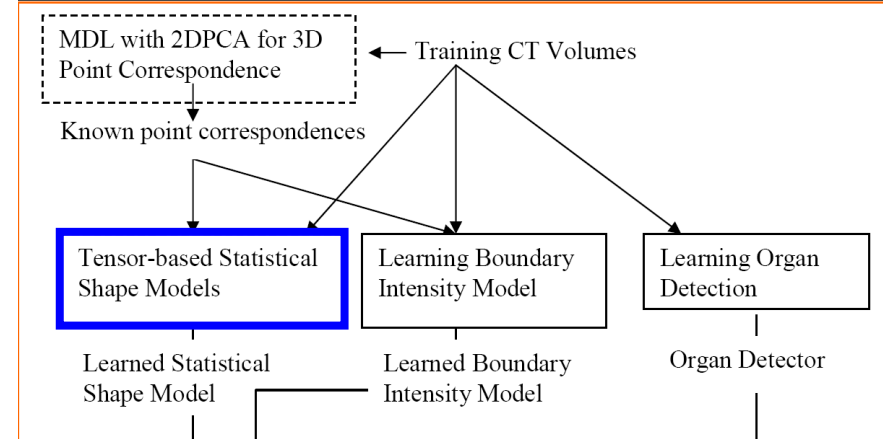 MDL with 2DPCA for 3D
Point Correspondence
Training CT Volumes
Known point correspondences
Tensor-based Statistical
Shape Models
Learning Boundary
Intensity Model
Learning Organ
Detection
Learned Statistical
Shape Model
Learned Boundary
Intensity Model
Organ Detector